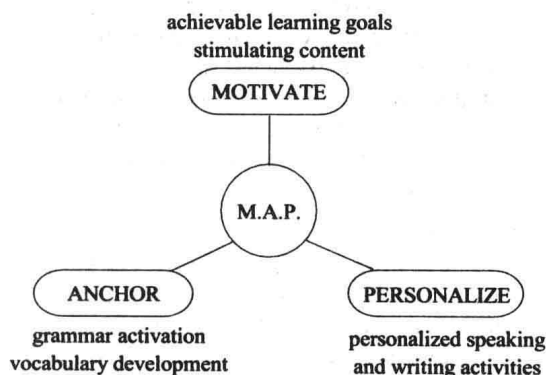 achievable learning goals
stimulating content
MOTIVATE
M.A.P.
ANCHOR
PERSONALIZE
grammar activation
vocabulary development
personalized speaking
and writing activities